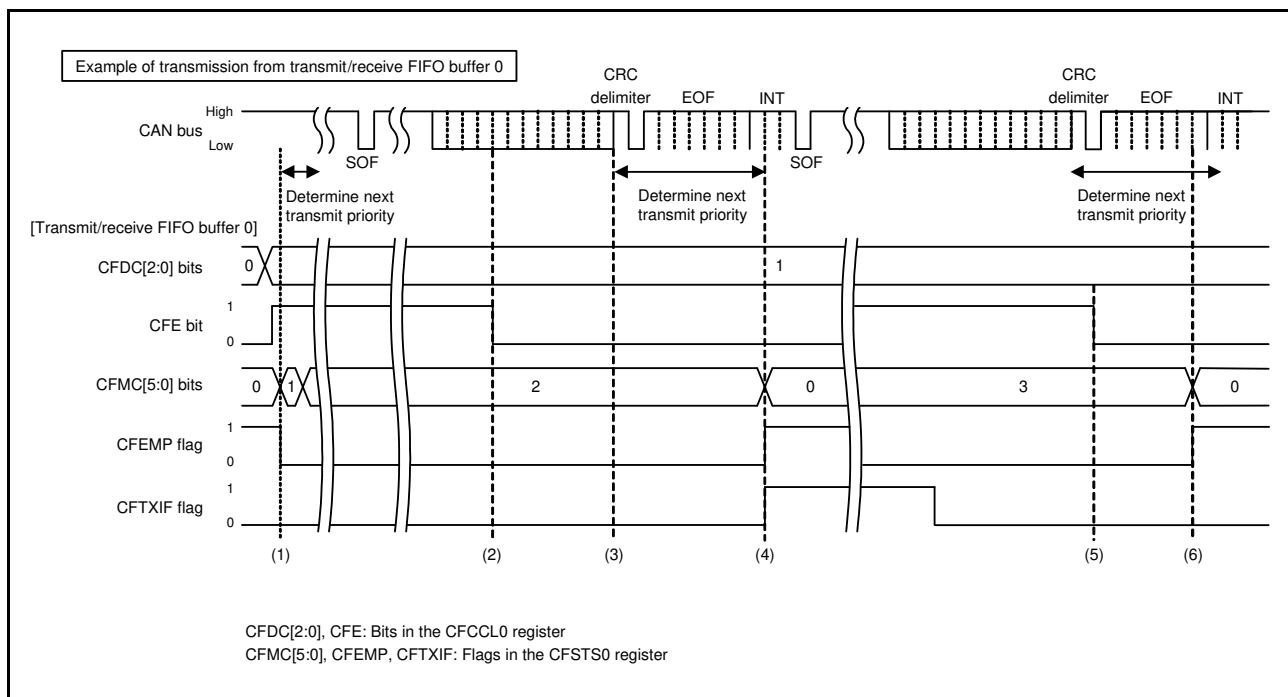 Example of transmission from transmit/receive FIFO buffer 0
CRC
delimiter
EOF
INT
CRC
delimiter
EOF
INT
High
CAN bus
Low
SOF
SOF
Determine next
transmit priority
Determine next
transmit priority
Determine next
transmit priority
[Transmit/receive FIFO buffer 0]
CFDC[2:0] bits
0
1
CFE bit
1
0
CFMC[5:0] bits
0
1
2
0
3
0
CFEMP flag
1
0
CFTXIF flag
1
0
(1)
(2)
(3)
(4)
(5)
(6)
CFDC[2:0], CFE: Bits in the CFCCL0 register
CFMC[5:0], CFEMP, CFTXIF: Flags in the CFSTS0 register